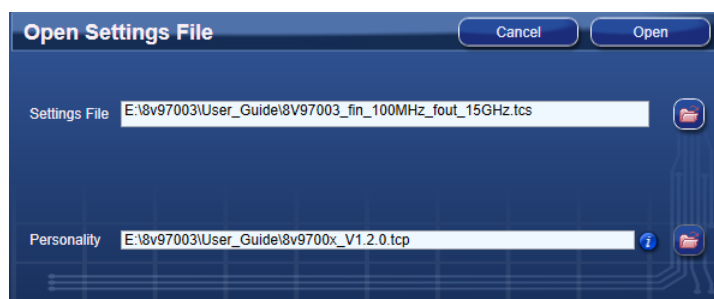 Open Settings File
Cancel
Open
Settings File E:\8v97003\User_Guide\8V97003_fin_100MHz_fout_15GHz.tcs
Personality E:\8v97003\User_Guide\8v9700x_V1.2.0.tcp